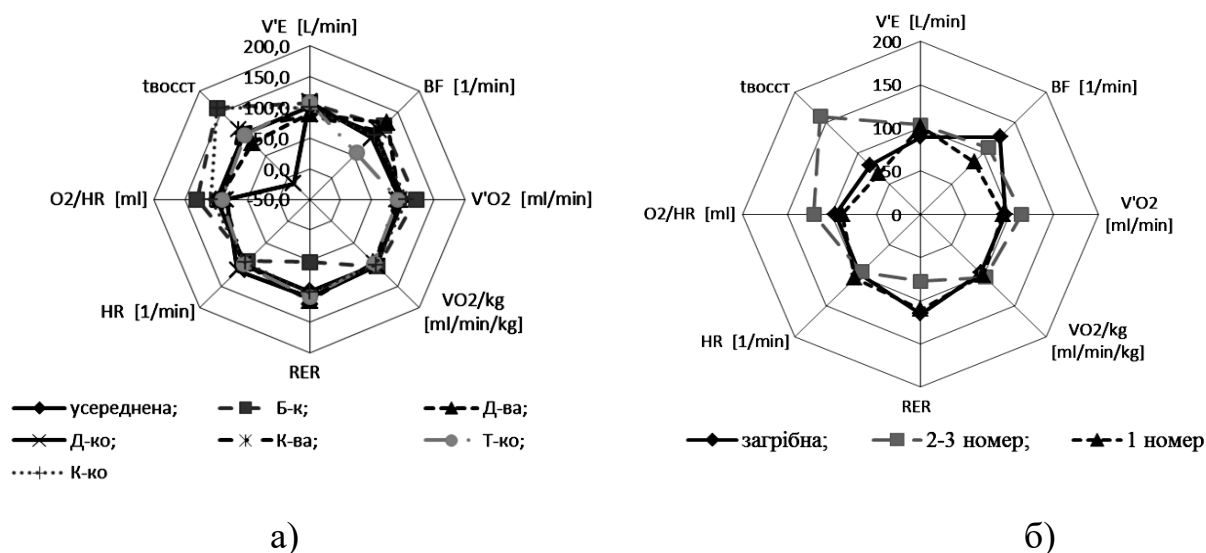 V'E [L/min]
200,0
150,0
100,0
50,0
0,0
-50,0
BF [1/min]
V'O2 [ml/min]
VO2/kg
[ml/min/kg]
RER
HR [1/min]
O2/HR [ml]
tвосст
усереднена;
Б-к;
Д-ва;
Д-ко;
К-ва;
Т-ко;
К-ко
а)
V'E [L/min]
200
150
100
50
0
BF [1/min]
V'O2
[ml/min]
VO2/kg
[ml/min/kg]
RER
HR [1/min]
O2/HR [ml]
tвосст
загрібна;
2-3 номер;
1 номер
б)